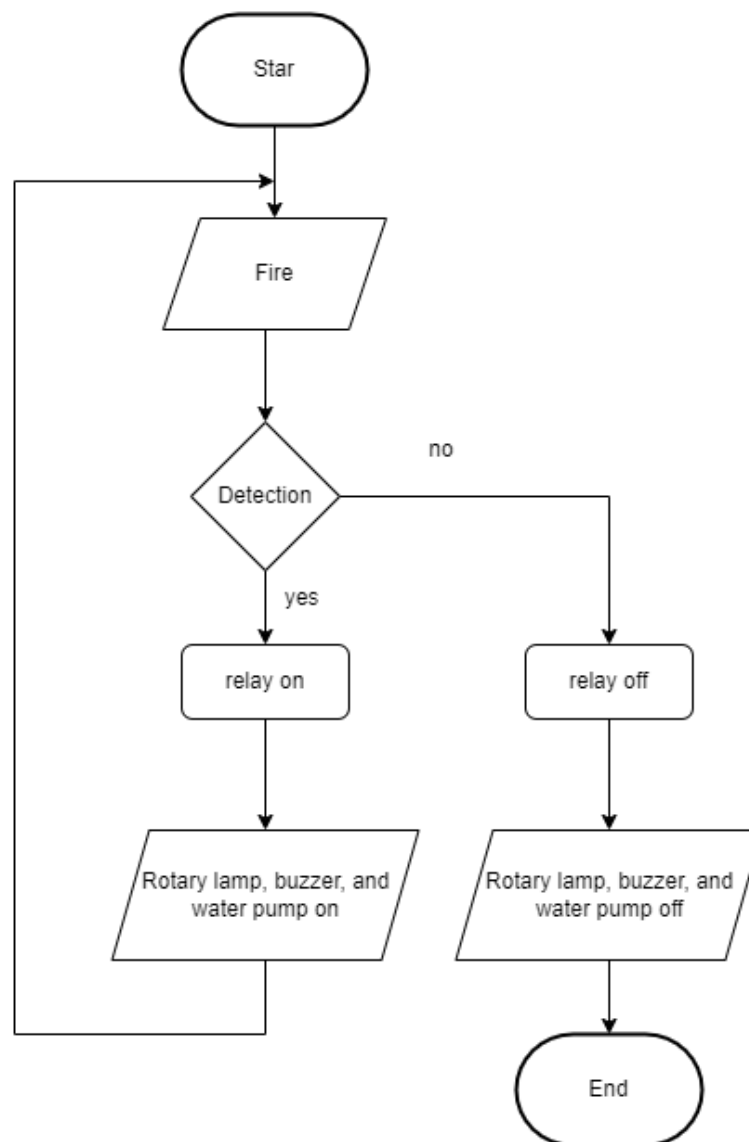 Star
Fire
no
Detection
yes
relay on
relay off
Rotary lamp, buzzer, and
water pump on
Rotary lamp, buzzer, and
water pump off
End